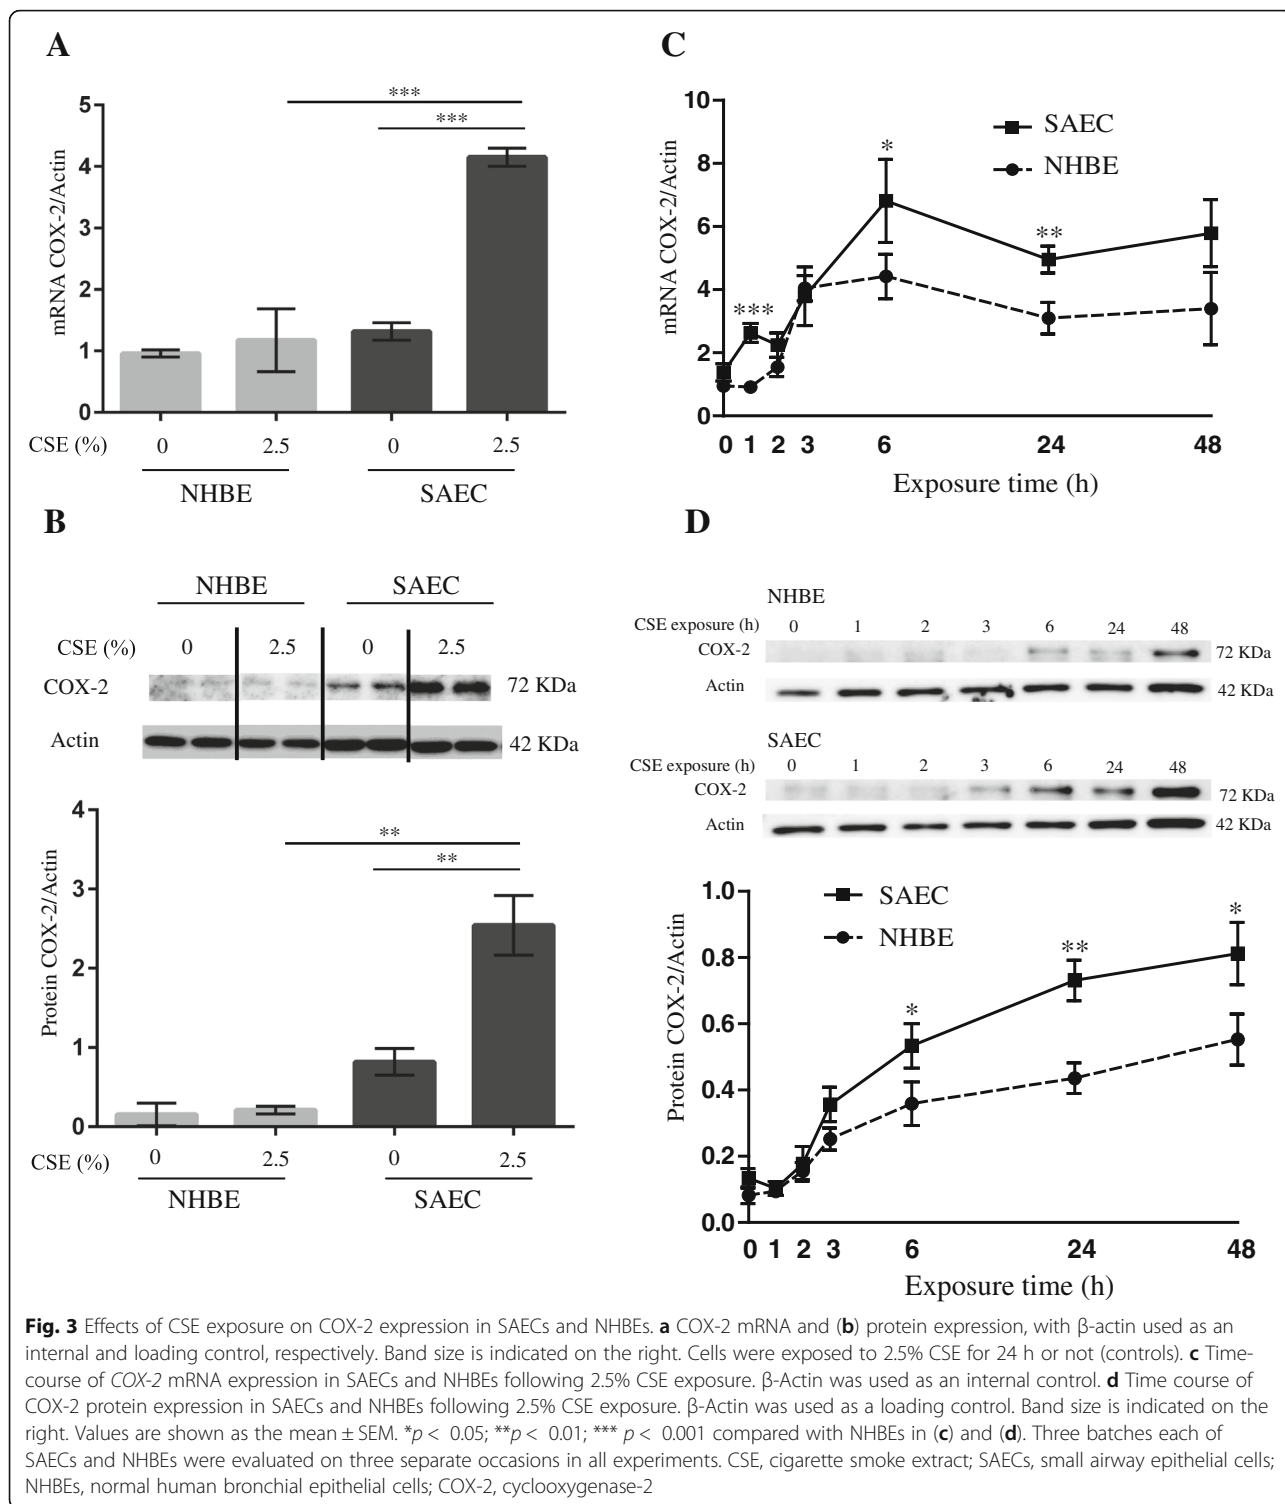 A
***
***
5
4
3
2
1
0
mRNA COX-2/Actin
CSE (%) 0 2.5 0 2.5
NHBE SAEC
B
NHBE SAEC
CSE (%) 0 2.5 0 2.5
COX-2 72 KDa
Actin 42 KDa
**
**
4
3
2
1
0
Protein COX-2/Actin
CSE (%) 0 2.5 0 2.5
NHBE SAEC
C
SAEC
NHBE
*
**
***
10
8
6
4
2
0
mRNA COX-2/Actin
0 1 2 3 6 24 48
Exposure time (h)
D
NHBE
CSE exposure (h) 0 1 2 3 6 24 48
COX-2 72 KDa
Actin 42 KDa
SAEC
CSE exposure (h) 0 1 2 3 6 24 48
COX-2 72 KDa
Actin 42 KDa
SAEC
NHBE
*
**
*
1.0
0.8
0.6
0.4
0.2
0.0
Protein COX-2/Actin
0 1 2 3 6 24 48
Exposure time (h)
Fig. 3 Effects of CSE exposure on COX-2 expression in SAECs and NHBEs. a COX-2 mRNA and (b) protein expression, with β-actin used as an
internal and loading control, respectively. Band size is indicated on the right. Cells were exposed to 2.5% CSE for 24 h or not (controls). c Time-
course of COX-2 mRNA expression in SAECs and NHBEs following 2.5% CSE exposure. β-Actin was used as an internal control. d Time course of
COX-2 protein expression in SAECs and NHBEs following 2.5% CSE exposure. β-Actin was used as a loading control. Band size is indicated on the
right. Values are shown as the mean ± SEM. *p < 0.05; **p < 0.01; *** p < 0.001 compared with NHBEs in (c) and (d). Three batches each of
SAECs and NHBEs were evaluated on three separate occasions in all experiments. CSE, cigarette smoke extract; SAECs, small airway epithelial cells;
NHBEs, normal human bronchial epithelial cells; COX-2, cyclooxygenase-2